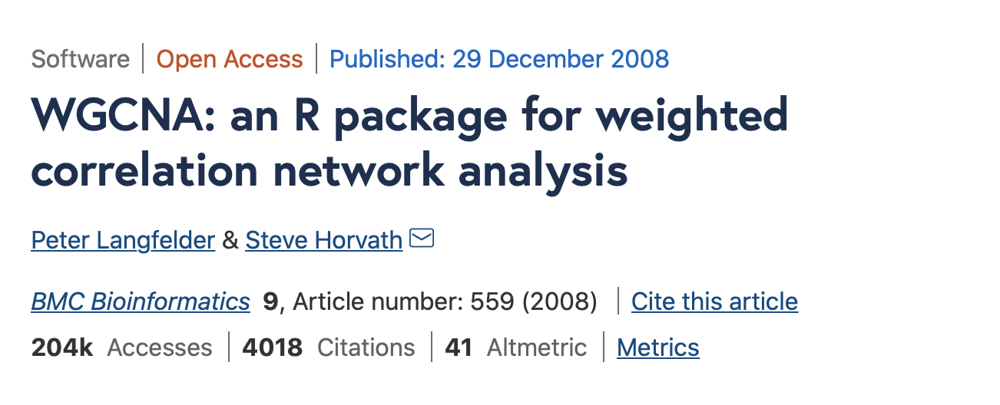 Software | Open Access | Published: 29 December 2008
WGCNA: an R package for weighted
correlation network analysis
Peter Langfelder & Steve Horvath
BMC Bioinformatics 9, Article number: 559 (2008) | Cite this article
204k Accesses | 4018 Citations | 41 Altmetric | Metrics